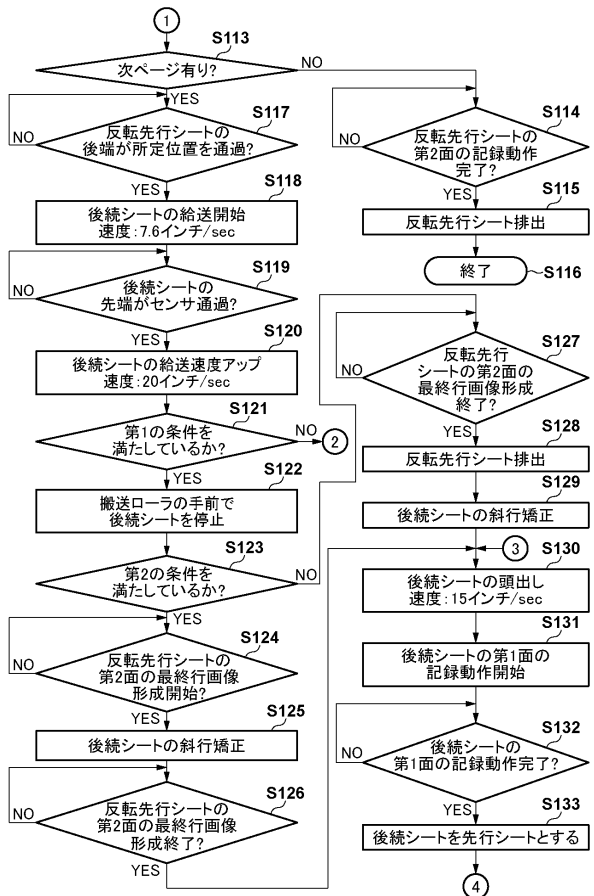 1
S113
次ページ有り?
NO
YES
S117
反転先行シートの
後端が所定位置を通過?
NO
YES
S118
後続シートの給送開始
速度:7.6インチ/sec
S119
後続シートの
先端がセンサ通過?
NO
YES
S120
後続シートの給送速度アップ
速度:20インチ/sec
S121
第1の条件を
満たしているか?
NO
2
YES
S122
搬送ローラの手前で
後続シートを停止
S123
第2の条件を
満たしているか?
NO
YES
S124
反転先行シートの
第2面の最終行画像
形成開始?
NO
YES
S125
後続シートの斜行矯正
S126
反転先行シートの
第2面の最終行画像
形成終了?
NO
YES
S114
反転先行シートの
第2面の記録動作
完了?
NO
YES
S115
反転先行シート排出
終了
S116
S127
反転先行
シートの第2面の
最終行画像形成
終了?
NO
YES
S128
反転先行シート排出
S129
後続シートの斜行矯正
3
S130
後続シートの頭出し
速度:15インチ/sec
S131
後続シートの第1面の
記録動作開始
S132
後続シートの
第1面の記録動作完了?
NO
YES
S133
後続シートを先行シートとする
4